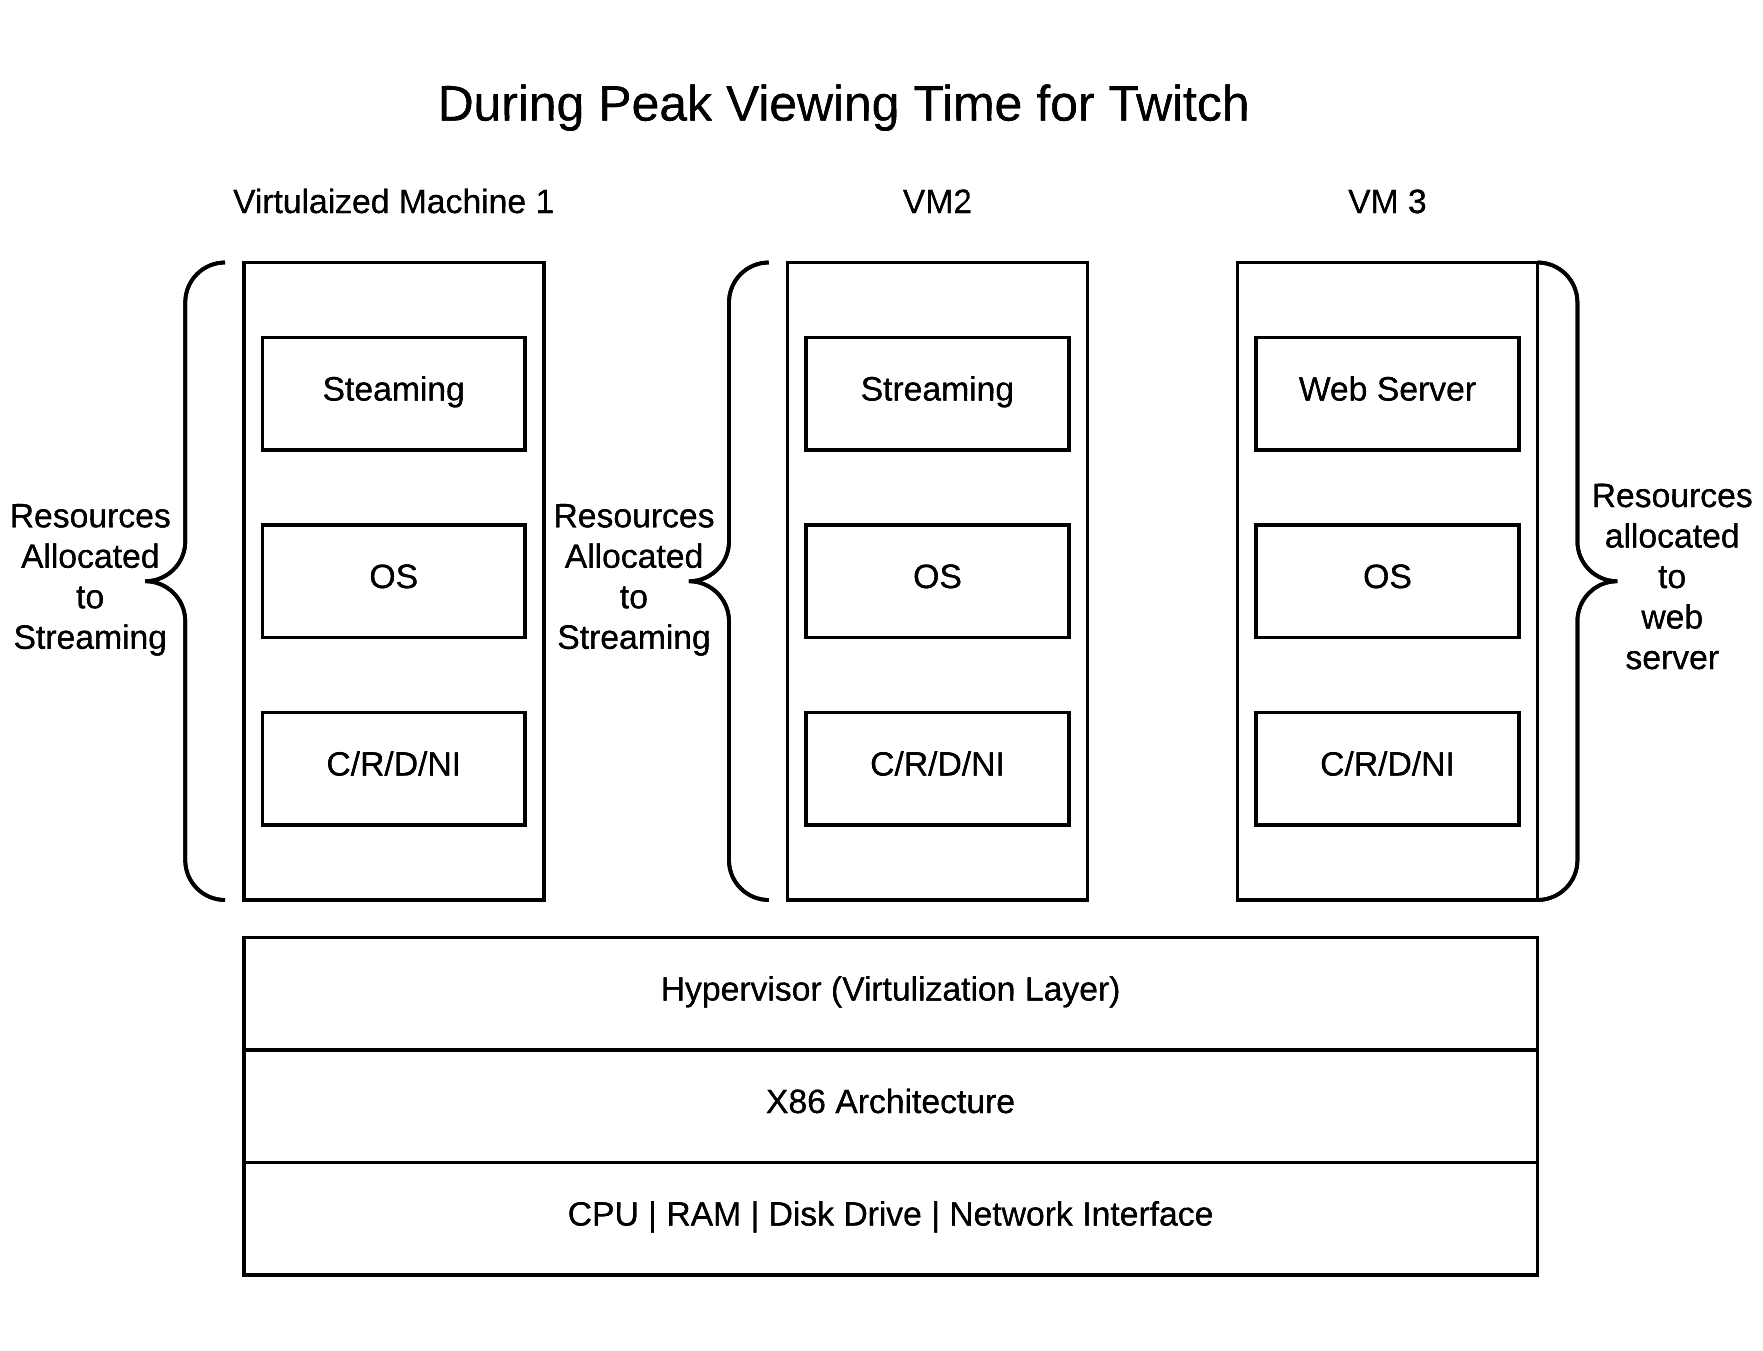 During Peak Viewing Time for Twitch
Virtulaized Machine 1
VM2
VM 3
Resources
Allocated
to
Streaming
Steaming
OS
C/R/D/NI
Resources
Allocated
to
Streaming
Streaming
OS
C/R/D/NI
Web Server
OS
C/R/D/NI
Resources
allocated
to
web
server
Hypervisor (Virtulization Layer)
X86 Architecture
CPU | RAM | Disk Drive | Network Interface